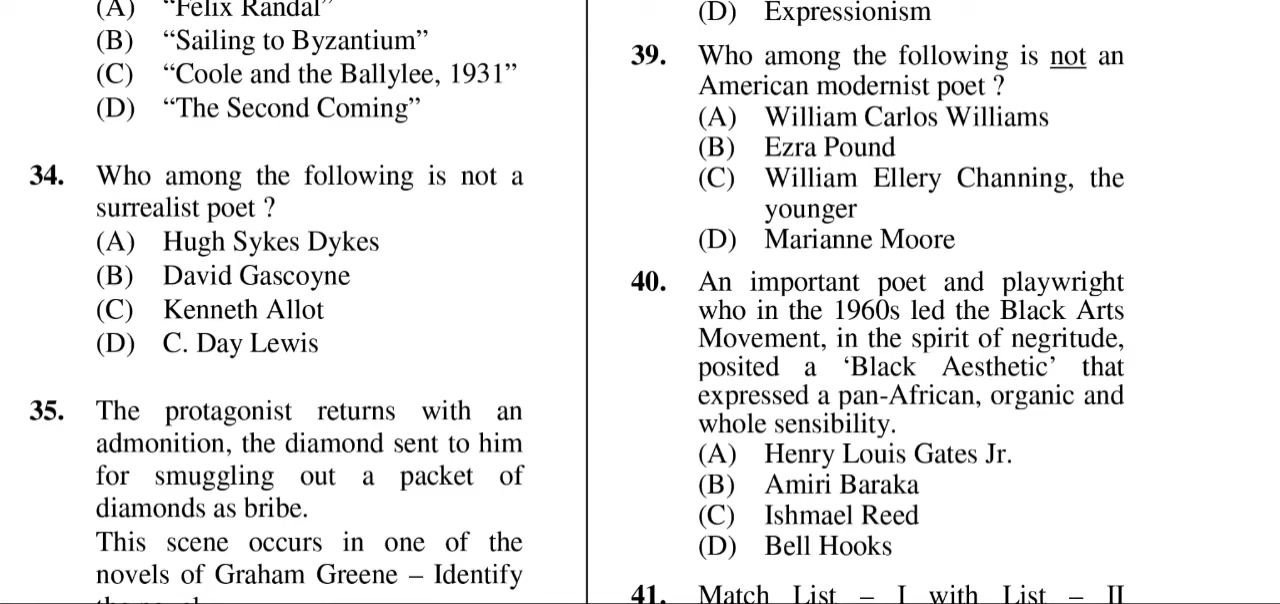 (A) “Felix Randal”
(B) “Sailing to Byzantium”
(C) “Coole and the Ballylee, 1931”
(D) “The Second Coming”
34. Who among the following is not a
surrealist poet ?
(A) Hugh Sykes Dykes
(B) David Gascoyne
(C) Kenneth Allot
(D) C. Day Lewis
35. The protagonist returns with an
admonition, the diamond sent to him
for smuggling out a packet of
diamonds as bribe.
This scene occurs in one of the
novels of Graham Greene – Identify
(D) Expressionism
39. Who among the following is not an
American modernist poet ?
(A) William Carlos Williams
(B) Ezra Pound
(C) William Ellery Channing, the
younger
(D) Marianne Moore
40. An important poet and playwright
who in the 1960s led the Black Arts
Movement, in the spirit of negritude,
posited a ‘Black Aesthetic’ that
expressed a pan-African, organic and
whole sensibility.
(A) Henry Louis Gates Jr.
(B) Amiri Baraka
(C) Ishmael Reed
(D) Bell Hooks
41. Match List – I with List – II